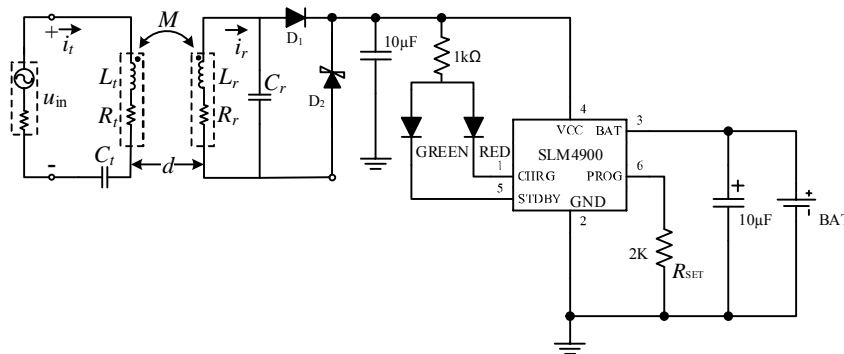 M
+
i_t
i_r
D₁
10μF
1kΩ
u_in
L_t
L_r
C_r
D₂
R_t
R_r
4
3
VCC BAT
GREEN RED
SLM4900
C_t
d
1
CHRG PROG
6
5
STDBY GND
2
-
+
+
-
10μF
BAT
2K
R_SET